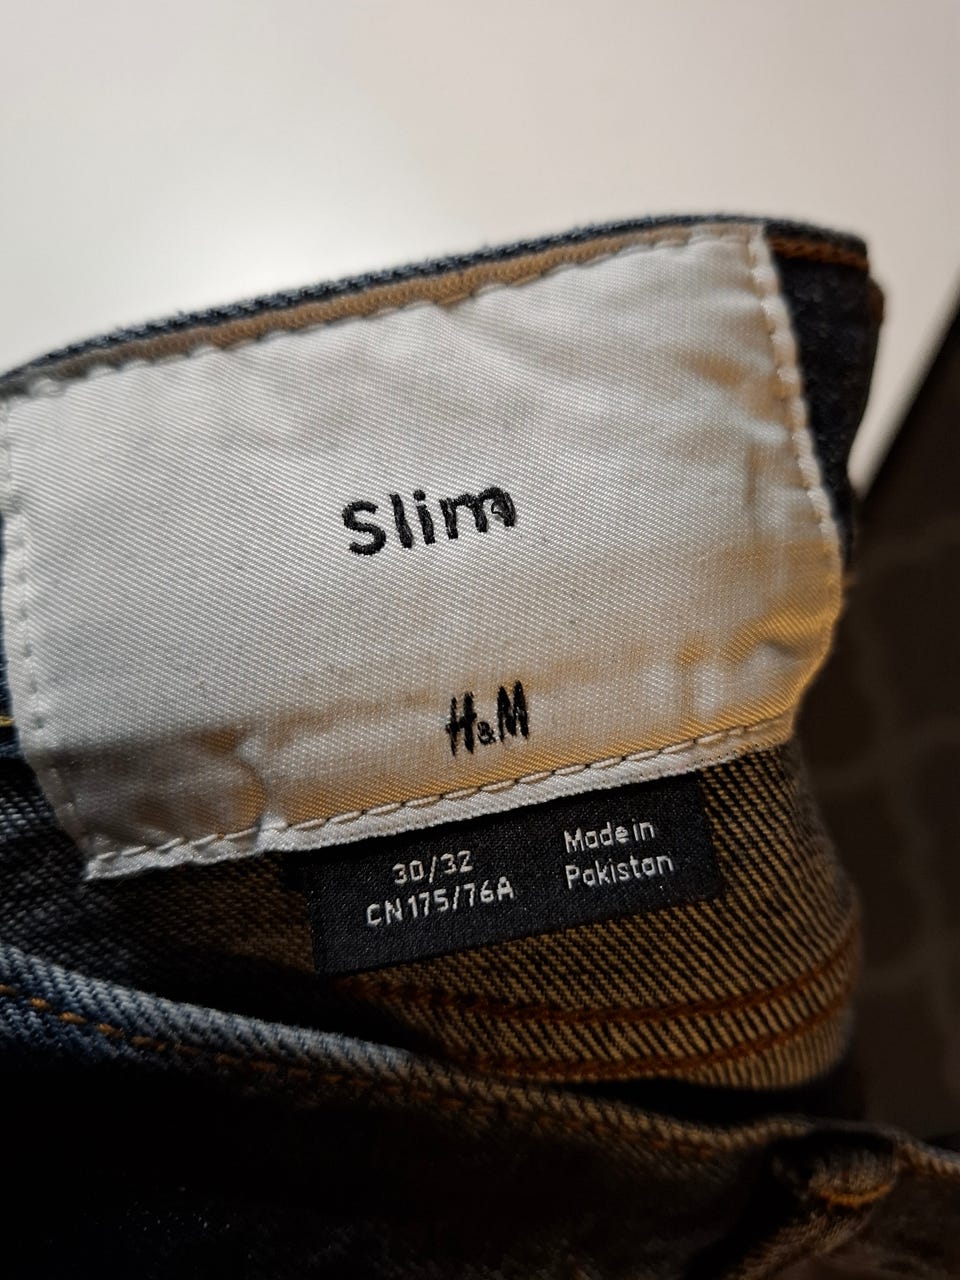 Slim
H&M
30/32
CN175/76A
Made in
Pakistan